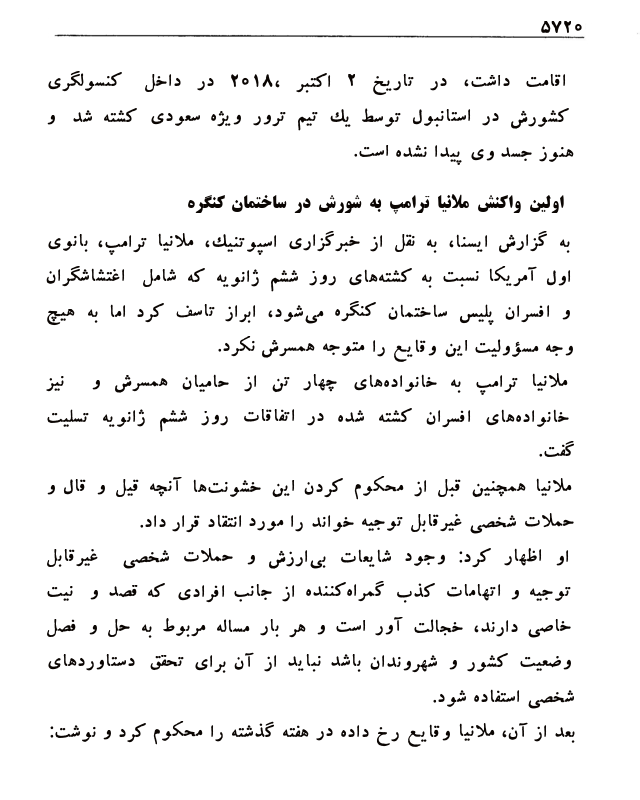 ۵۷۲۰
اقامت داشت، در تاریخ ۲ اکتبر ،۲۰۱۸ در داخل کنسولگری
کشورش در استانبول توسط یك تیم ترور ویژه سعودی کشته شد و
هنوز جسد وی پیدا نشده است.
اولین واکنش ملانیا ترامپ به شورش در ساختمان کنگره
به گزارش ایسنا، به نقل از خبرگزاری اسپوتنیك، ملانیا ترامپ، بانوی
اول آمریکا نسبت به کشته‌های روز ششم ژانویه که شامل اغتشاشگران
و افسران پلیس ساختمان کنگره می‌شود، ابراز تاسف کرد اما به هیچ
وجه مسؤولیت این وقایع را متوجه همسرش نکرد.
ملانیا ترامپ به خانواده‌های چهار تن از حامیان همسرش و نیز
خانواده‌های افسران کشته شده در اتفاقات روز ششم ژانویه تسلیت
گفت.
ملانیا همچنین قبل از محکوم کردن این خشونت‌ها آنچه قیل و قال و
حملات شخصی غیرقابل توجیه خواند را مورد انتقاد قرار داد.
او اظهار کرد: وجود شایعات بی‌ارزش و حملات شخصی غیرقابل
توجیه و اتهامات کذب گمراه‌کننده از جانب افرادی که قصد و نیت
خاصی دارند، خجالت آور است و هر بار مساله مربوط به حل و فصل
وضعیت کشور و شهروندان باشد نباید از آن برای تحقق دستاوردهای
شخصی استفاده شود.
بعد از آن، ملانیا وقایع رخ داده در هفته گذشته را محکوم کرد و نوشت: